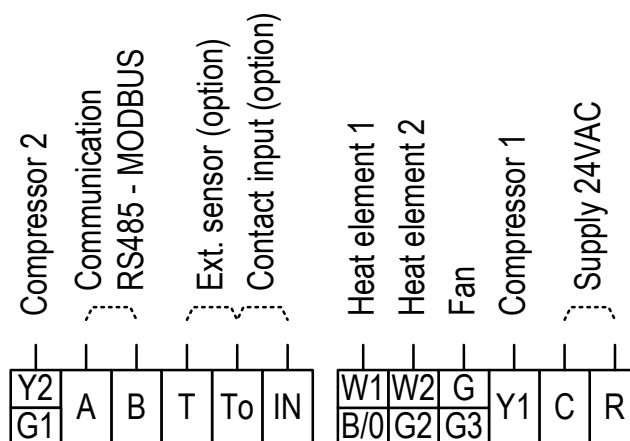 Compressor 2
Communication
RS485 - MODBUS
Ext. sensor (option)
Contact input (option)
Heat element 1
Heat element 2
Fan
Compressor 1
Supply 24VAC
Y2 A B T To IN W1 W2 G Y1 C R
G1 B/0 G2 G3